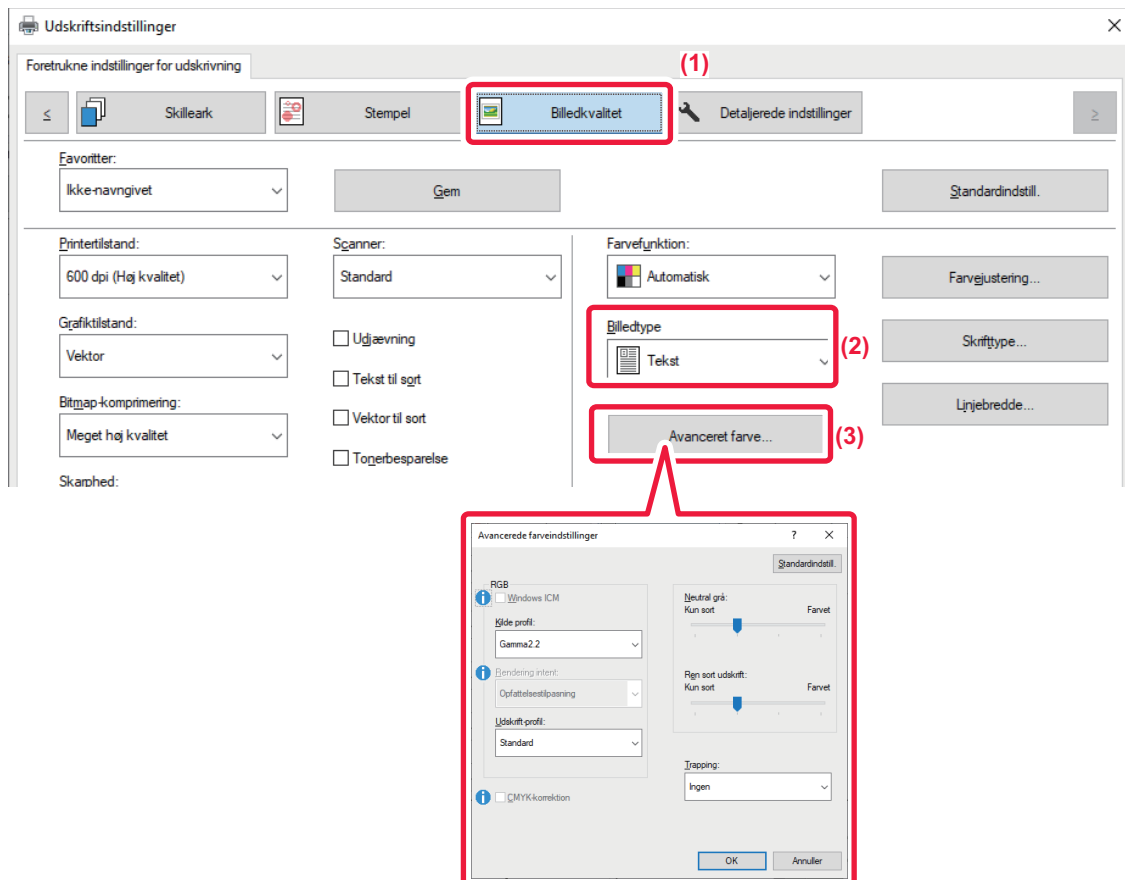 Udskriftsindstillinger
Foretrukne indstillinger for udskrivning
(1)
<
Skilleark
Stempel
Billedkvalitet
Detaljerede indstillinger
>
Favoritter:
Ikke-navngivet
Gem
Standardindstill.
Printertilstand:
600 dpi (Høj kvalitet)
Scanner:
Standard
Farvefunktion:
Automatisk
Farvejustering...
Grafiktilstand:
Vektor
Udjævning
Billedtype
Tekst
(2)
Skrifttype...
Tekst til sort
Bitmap-komprimering:
Meget høj kvalitet
Vektor til sort
Linjebredde...
Avanceret farve...
(3)
Tonerbesparelse
Skarphed:
Avancerede farveindstillinger
?
Standardindstill.
RGB
Windows ICM
Kilde profil:
Gamma2.2
Rendering intent:
Opfattelsestilpasning
Udskrift-profil:
Standard
CMYK-korrektion
Neutral grå:
Kun sort
Farvet
Ren sort udskrift:
Kun sort
Farvet
Trapping:
Ingen
OK
Annuller